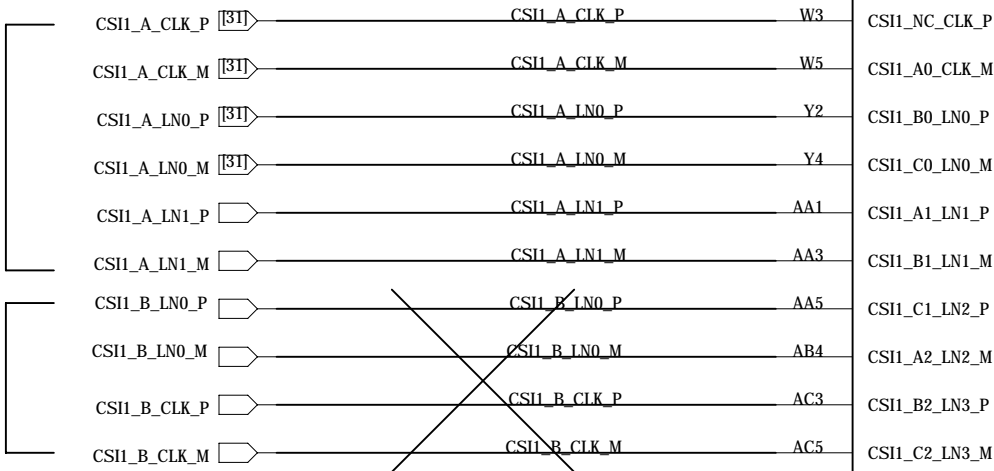 CSI1_A_CLK_P [31] CSI1_A_CLK_P W3 CSI1_NC_CLK_P
CSI1_A_CLK_M [31] CSI1_A_CLK_M W5 CSI1_A0_CLK_M
CSI1_A_LN0_P [31] CSI1_A_LN0_P Y2 CSI1_B0_LN0_P
CSI1_A_LN0_M [31] CSI1_A_LN0_M Y4 CSI1_C0_LN0_M
CSI1_A_LN1_P CSI1_A_LN1_P AA1 CSI1_A1_LN1_P
CSI1_A_LN1_M CSI1_A_LN1_M AA3 CSI1_B1_LN1_M
CSI1_B_LN0_P CSI1_B_LN0_P AA5 CSI1_C1_LN2_P
CSI1_B_LN0_M CSI1_B_LN0_M AB4 CSI1_A2_LN2_M
CSI1_B_CLK_P CSI1_B_CLK_P AC3 CSI1_B2_LN3_P
CSI1_B_CLK_M CSI1_B_CLK_M AC5 CSI1_C2_LN3_M